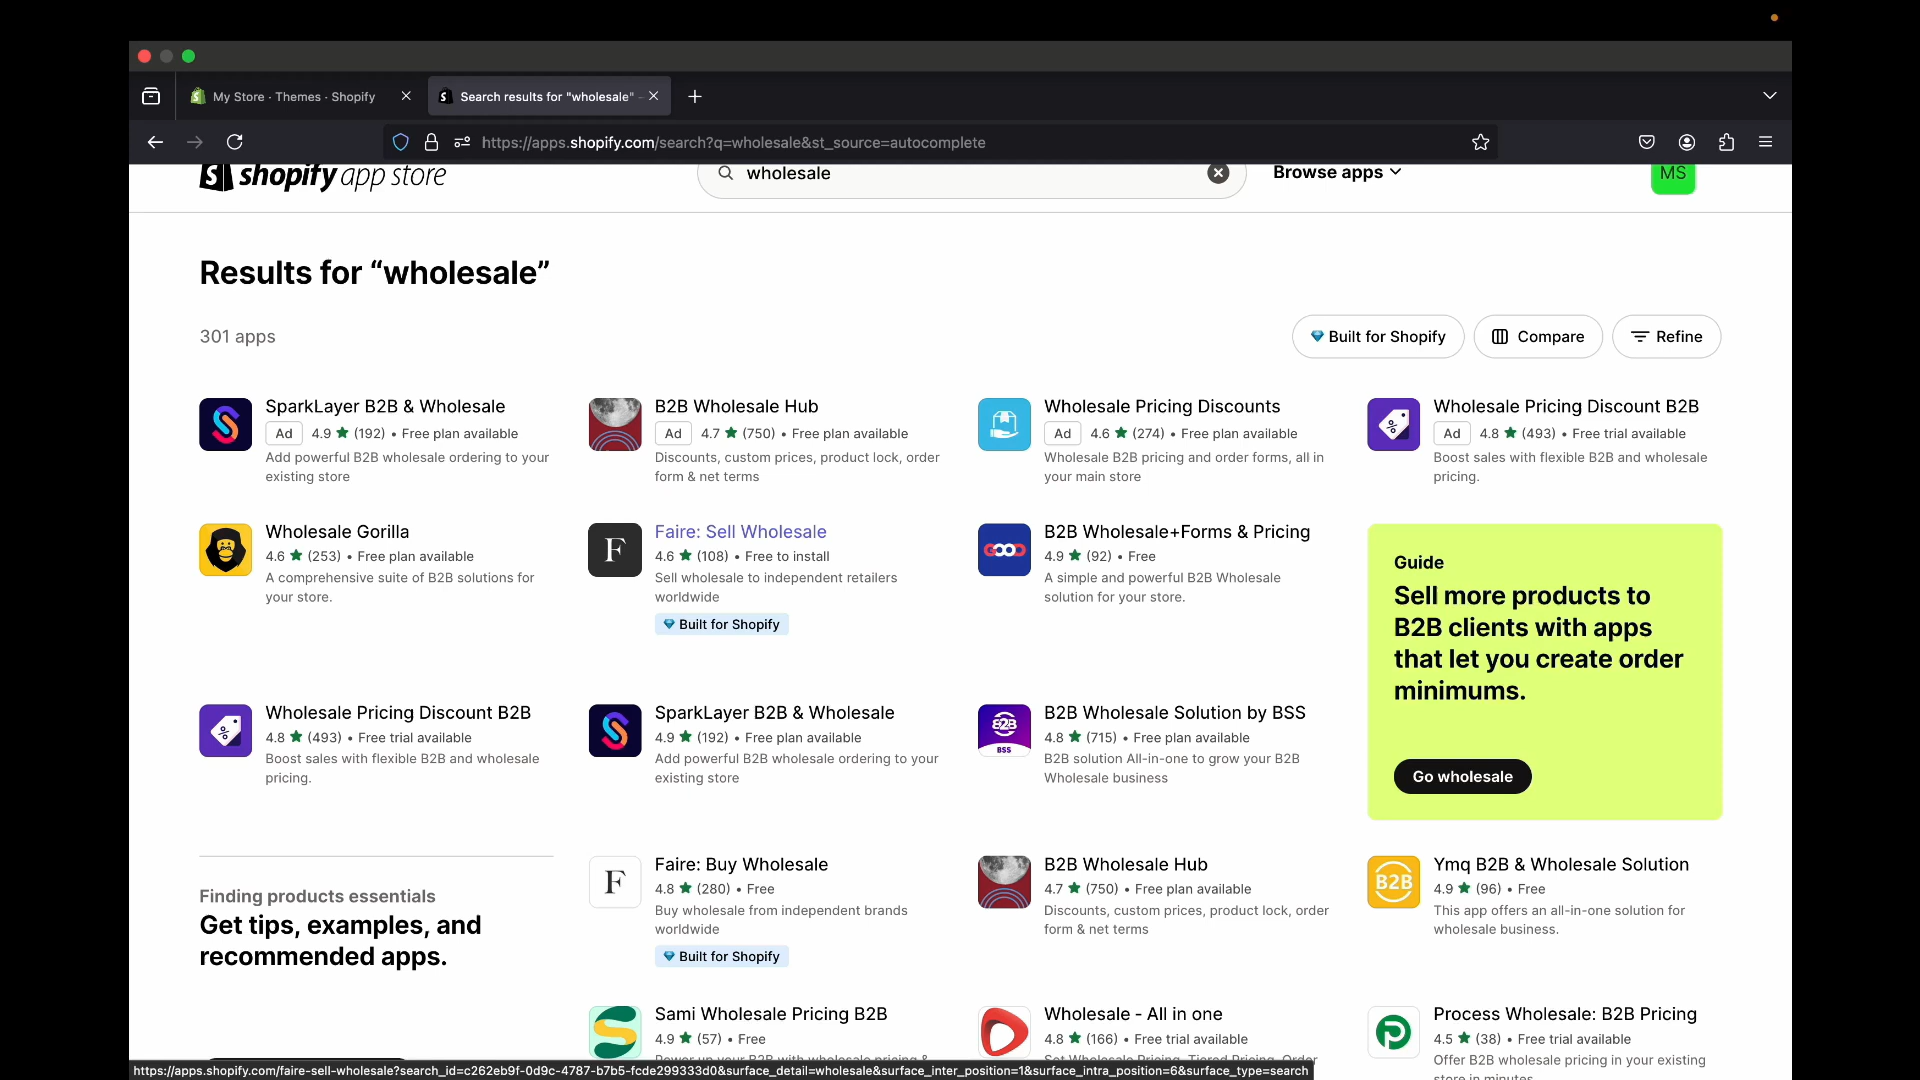 My Store · Themes · Shopify
Search results for "wholesale" -
https://apps.shopify.com/search?q=wholesale&st_source=autocomplete
shopify app store
wholesale
Browse apps
MS
Results for “wholesale”
301 apps
Built for Shopify
Compare
Refine
SparkLayer B2B & Wholesale
Ad 4.9 ★ (192) • Free plan available
Add powerful B2B wholesale ordering to your
existing store
B2B Wholesale Hub
Ad 4.7 ★ (750) • Free plan available
Discounts, custom prices, product lock, order
form & net terms
Wholesale Pricing Discounts
Ad 4.6 ★ (274) • Free plan available
Wholesale B2B pricing and order forms, all in
your main store
Wholesale Pricing Discount B2B
Ad 4.8 ★ (493) • Free trial available
Boost sales with flexible B2B and wholesale
pricing.
Wholesale Gorilla
4.6 ★ (253) • Free plan available
A comprehensive suite of B2B solutions for
your store.
F
Faire: Sell Wholesale
4.6 ★ (108) • Free to install
Sell wholesale to independent retailers
worldwide
Built for Shopify
B2B Wholesale+Forms & Pricing
4.9 ★ (92) • Free
A simple and powerful B2B Wholesale
solution for your store.
Guide
Sell more products to
B2B clients with apps
that let you create order
minimums.
Go wholesale
Wholesale Pricing Discount B2B
4.8 ★ (493) • Free trial available
Boost sales with flexible B2B and wholesale
pricing.
SparkLayer B2B & Wholesale
4.9 ★ (192) • Free plan available
Add powerful B2B wholesale ordering to your
existing store
B2B
BSS
B2B Wholesale Solution by BSS
4.8 ★ (715) • Free plan available
B2B solution All-in-one to grow your B2B
Wholesale business
Finding products essentials
Get tips, examples, and
recommended apps.
F
Faire: Buy Wholesale
4.8 ★ (280) • Free
Buy wholesale from independent brands
worldwide
Built for Shopify
B2B Wholesale Hub
4.7 ★ (750) • Free plan available
Discounts, custom prices, product lock, order
form & net terms
B2B
Ymq B2B & Wholesale Solution
4.9 ★ (96) • Free
This app offers an all-in-one solution for
wholesale business.
Sami Wholesale Pricing B2B
4.9 ★ (57) • Free
Power up your B2B with wholesale pricing &
Wholesale - All in one
4.8 ★ (166) • Free trial available
Set Wholesale Pricing, Tiered Pricing, Order
Process Wholesale: B2B Pricing
4.5 ★ (38) • Free trial available
Offer B2B wholesale pricing in your existing
store in minutes
https://apps.shopify.com/faire-sell-wholesale?search_id=c262eb9f-0d9c-4787-b7b5-fcde299333d0&surface_detail=wholesale&surface_inter_position=1&surface_intra_position=6&surface_type=search